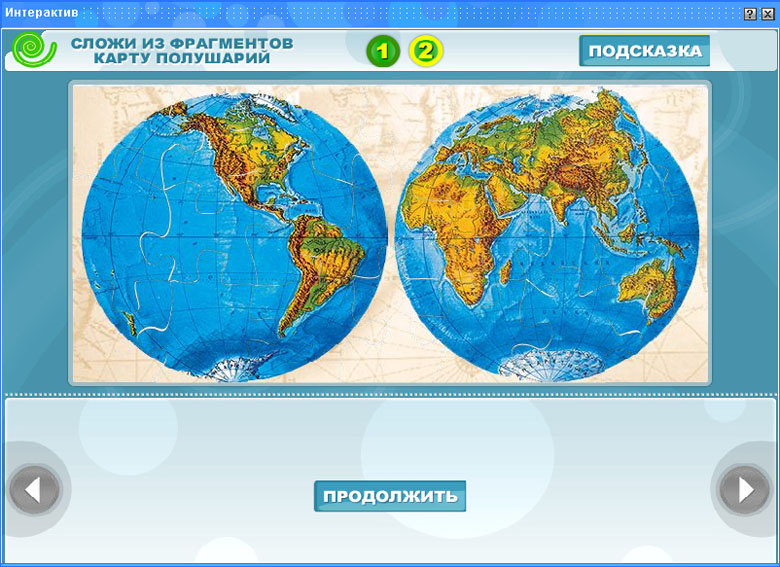 Интерактив
СЛОЖИ ИЗ ФРАГМЕНТОВ
КАРТУ ПОЛУШАРИЙ
1 2
ПОДСКАЗКА
ПРОДОЛЖИТЬ